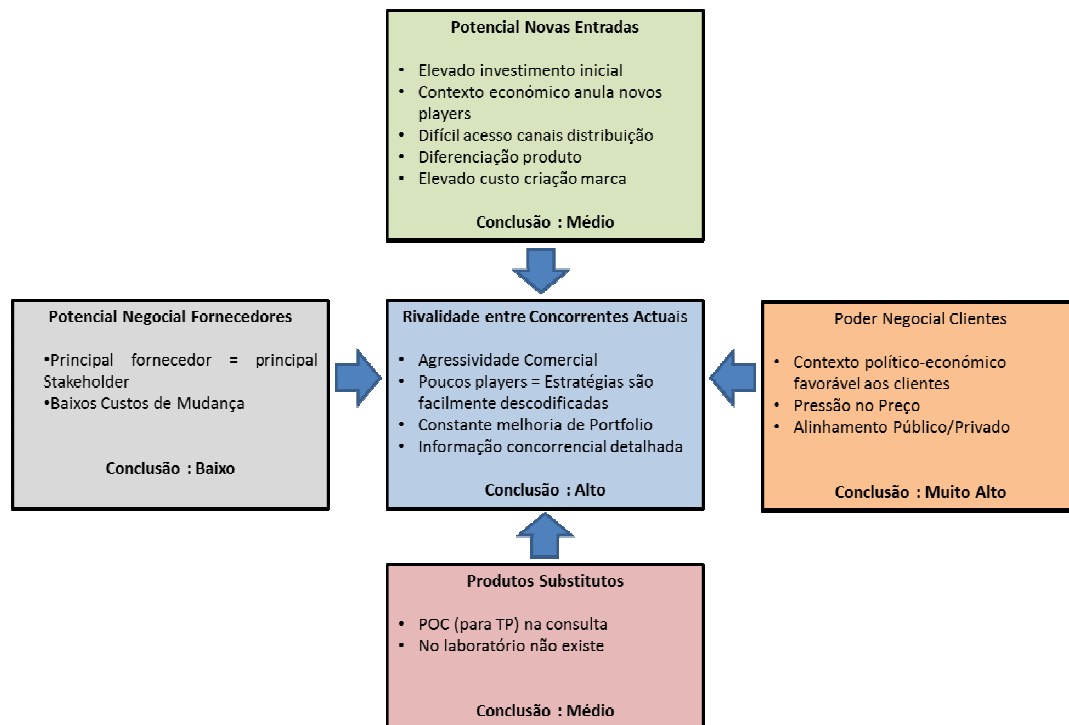 Potencial Novas Entradas
• Elevado investimento inicial
• Contexto económico anula novos
players
• Difícil acesso canais distribuição
• Diferenciação produto
• Elevado custo criação marca
Conclusão : Médio
Potencial Negocial Fornecedores
•Principal fornecedor = principal
Stakeholder
•Baixos Custos de Mudança
Conclusão : Baixo
Rivalidade entre Concorrentes Actuais
• Agressividade Comercial
• Poucos players = Estratégias são
facilmente descodificadas
• Constante melhoria de Portfolio
• Informação concorrencial detalhada
Conclusão : Alto
Poder Negocial Clientes
• Contexto político-económico
favorável aos clientes
• Pressão no Preço
• Alinhamento Público/Privado
Conclusão : Muito Alto
Produtos Substitutos
• POC (para TP) na consulta
• No laboratório não existe
Conclusão : Médio